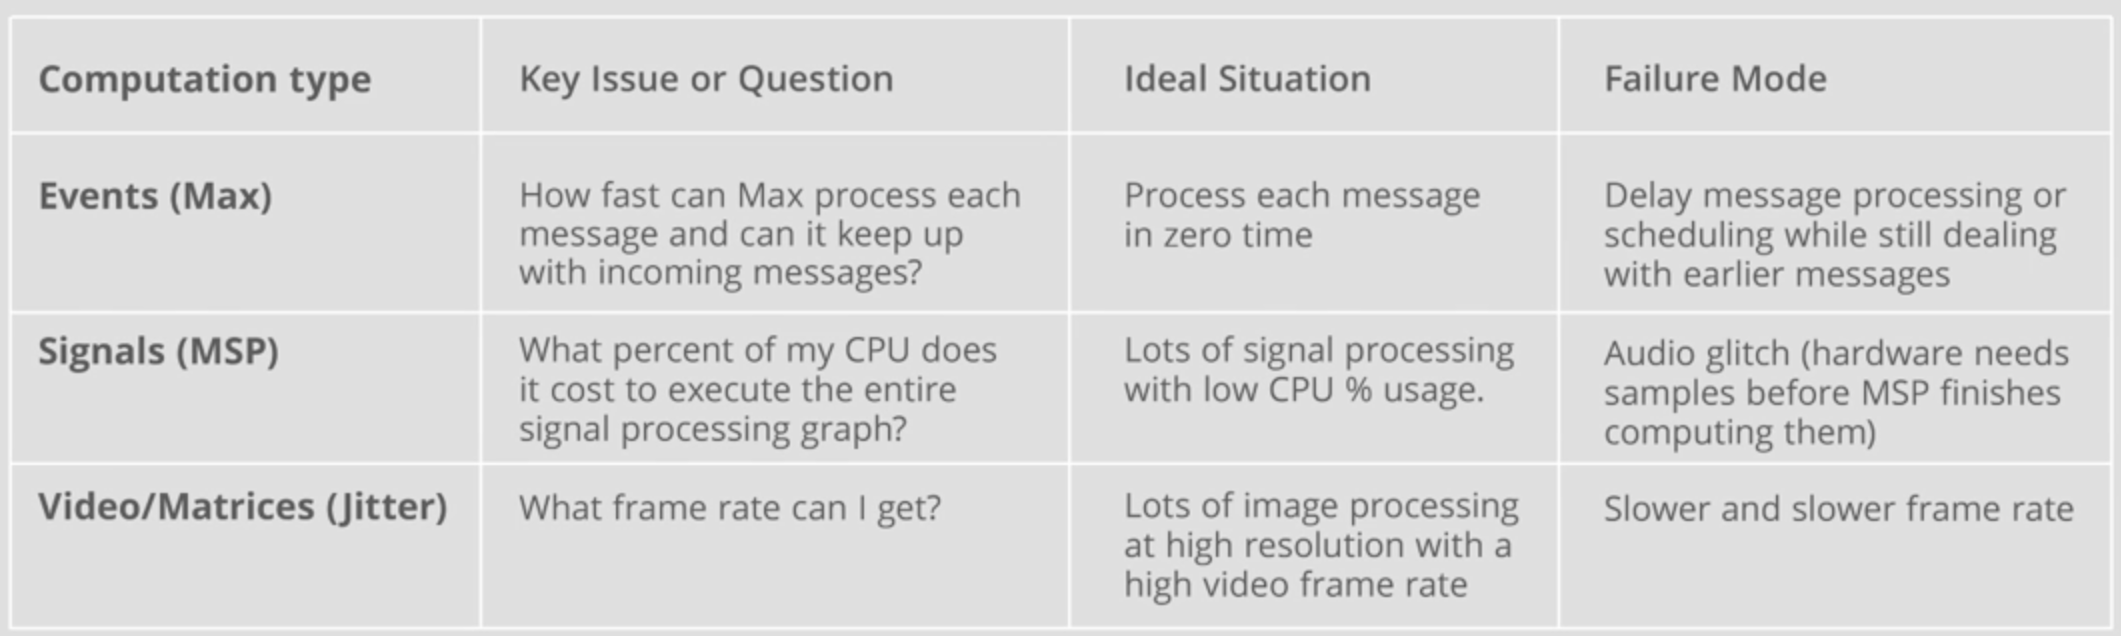 Computation type
Key Issue or Question
Ideal Situation
Failure Mode
Events (Max)
How fast can Max process each
message and can it keep up
with incoming messages?
Process each message
in zero time
Delay message processing or
scheduling while still dealing
with earlier messages
Signals (MSP)
What percent of my CPU does
it cost to execute the entire
signal processing graph?
Lots of signal processing
with low CPU % usage.
Audio glitch (hardware needs
samples before MSP finishes
computing them)
Video/Matrices (Jitter)
What frame rate can I get?
Lots of image processing
at high resolution with a
high video frame rate
Slower and slower frame rate